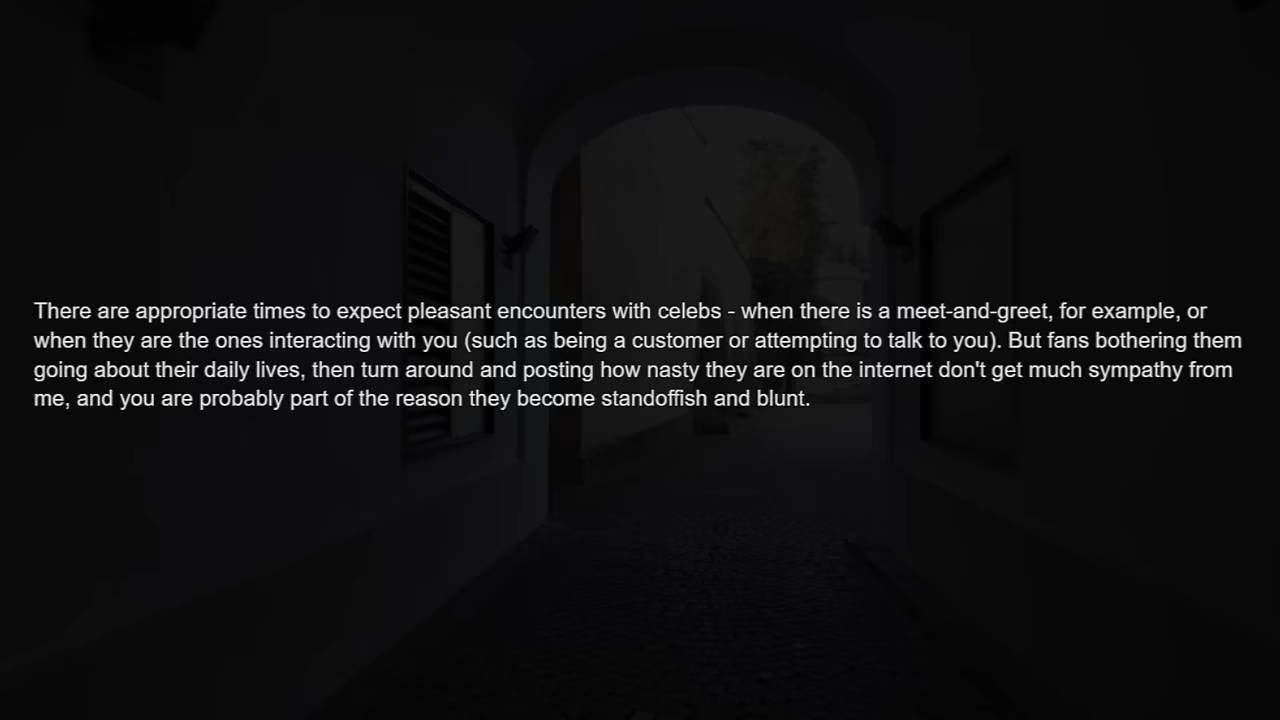 There are appropriate times to expect pleasant encounters with celebs - when there is a meet-and-greet, for example, or
when they are the ones interacting with you (such as being a customer or attempting to talk to you). But fans bothering them
going about their daily lives, then turn around and posting how nasty they are on the internet don't get much sympathy from
me, and you are probably part of the reason they become standoffish and blunt.